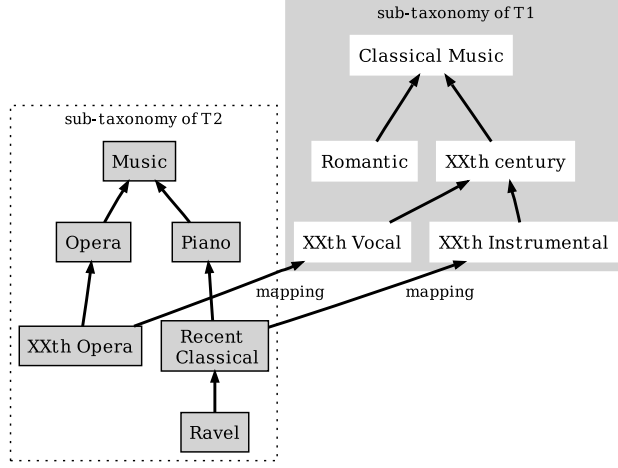 sub-taxonomy of T1
Classical Music
sub-taxonomy of T2
Music
Romantic
XXth century
Opera
Piano
XXth Vocal
XXth Instrumental
mapping
mapping
XXth Opera
Recent
Classical
Ravel